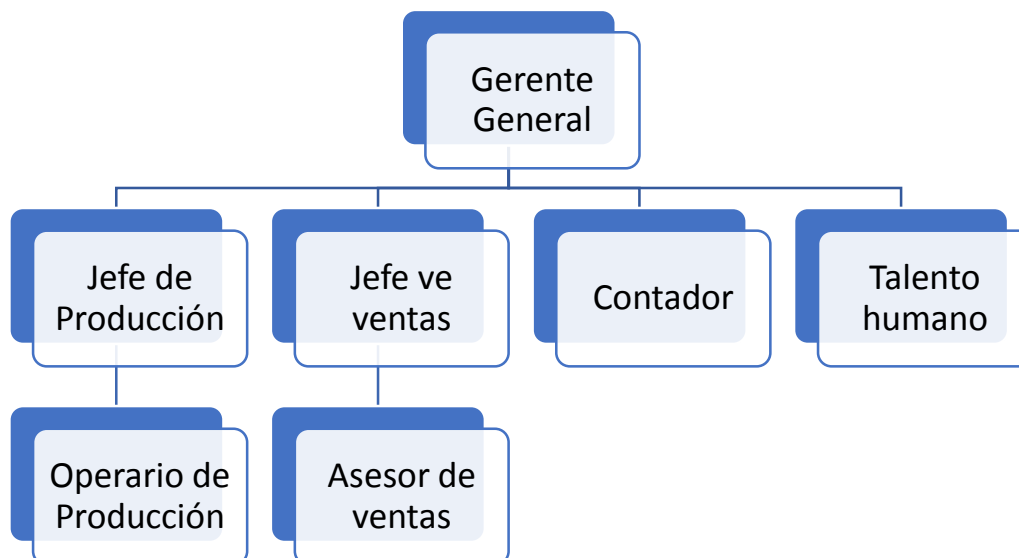 Gerente
General
Jefe de
Producción
Jefe ve
ventas
Contador
Talento
humano
Operario de
Producción
Asesor de
ventas